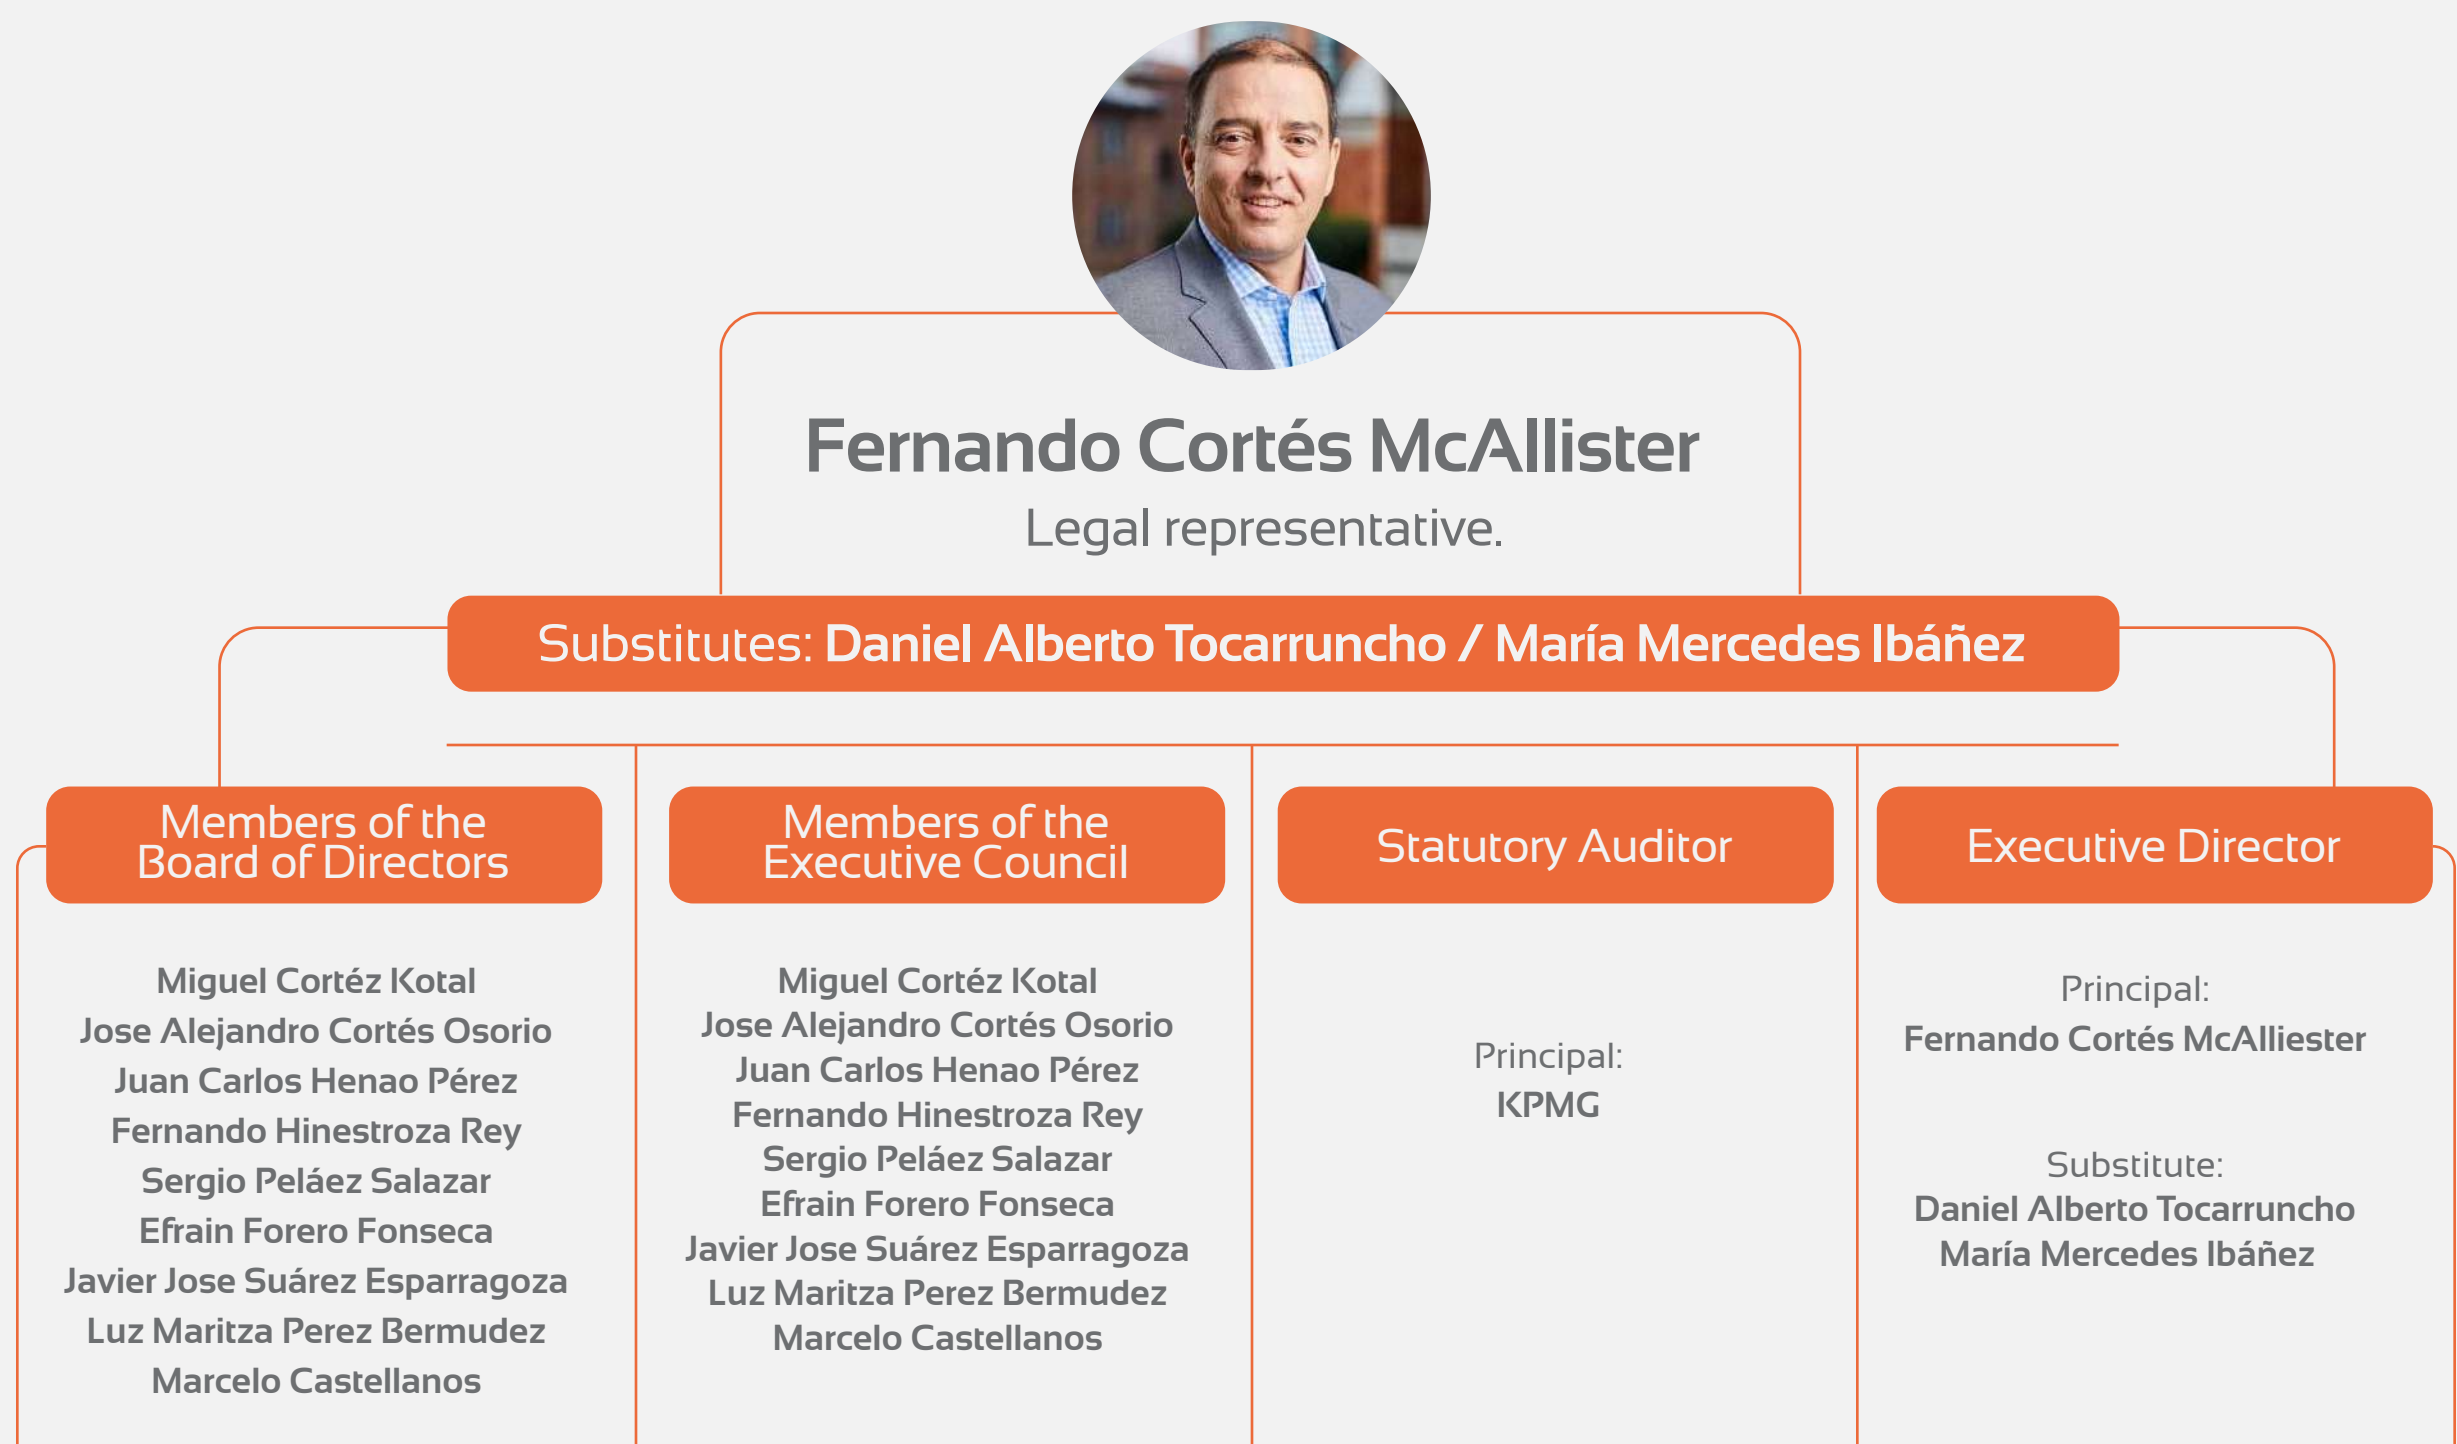 Fernando Cortés McAllister
Legal representative.
Substitutes: Daniel Alberto Tocarruncho / María Mercedes Ibáñez
Members of the
Board of Directors
Miguel Cortéz Kotal
Jose Alejandro Cortés Osorio
Juan Carlos Henao Pérez
Fernando Hinestroza Rey
Sergio Peláez Salazar
Efrain Forero Fonseca
Javier Jose Suárez Esparragoza
Luz Maritza Perez Bermudez
Marcelo Castellanos
Members of the
Executive Council
Miguel Cortéz Kotal
Jose Alejandro Cortés Osorio
Juan Carlos Henao Pérez
Fernando Hinestroza Rey
Sergio Peláez Salazar
Efrain Forero Fonseca
Javier Jose Suárez Esparragoza
Luz Maritza Perez Bermudez
Marcelo Castellanos
Statutory Auditor
Principal:
KPMG
Executive Director
Principal:
Fernando Cortés McAlliester
Substitute:
Daniel Alberto Tocarruncho
María Mercedes Ibáñez